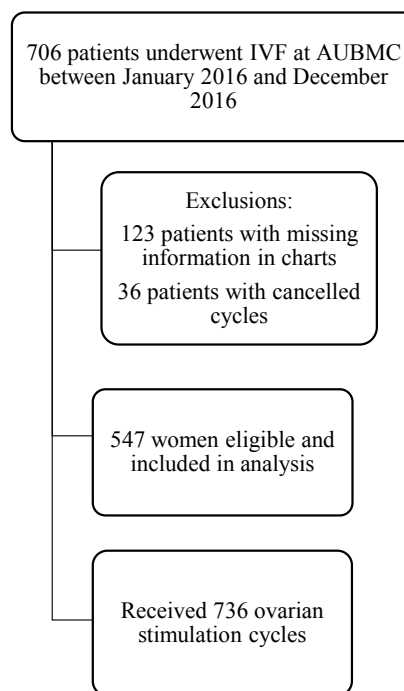 706 patients underwent IVF at AUBMC
between January 2016 and December
2016
Exclusions:
123 patients with missing
information in charts
36 patients with cancelled
cycles
547 women eligible and
included in analysis
Received 736 ovarian
stimulation cycles